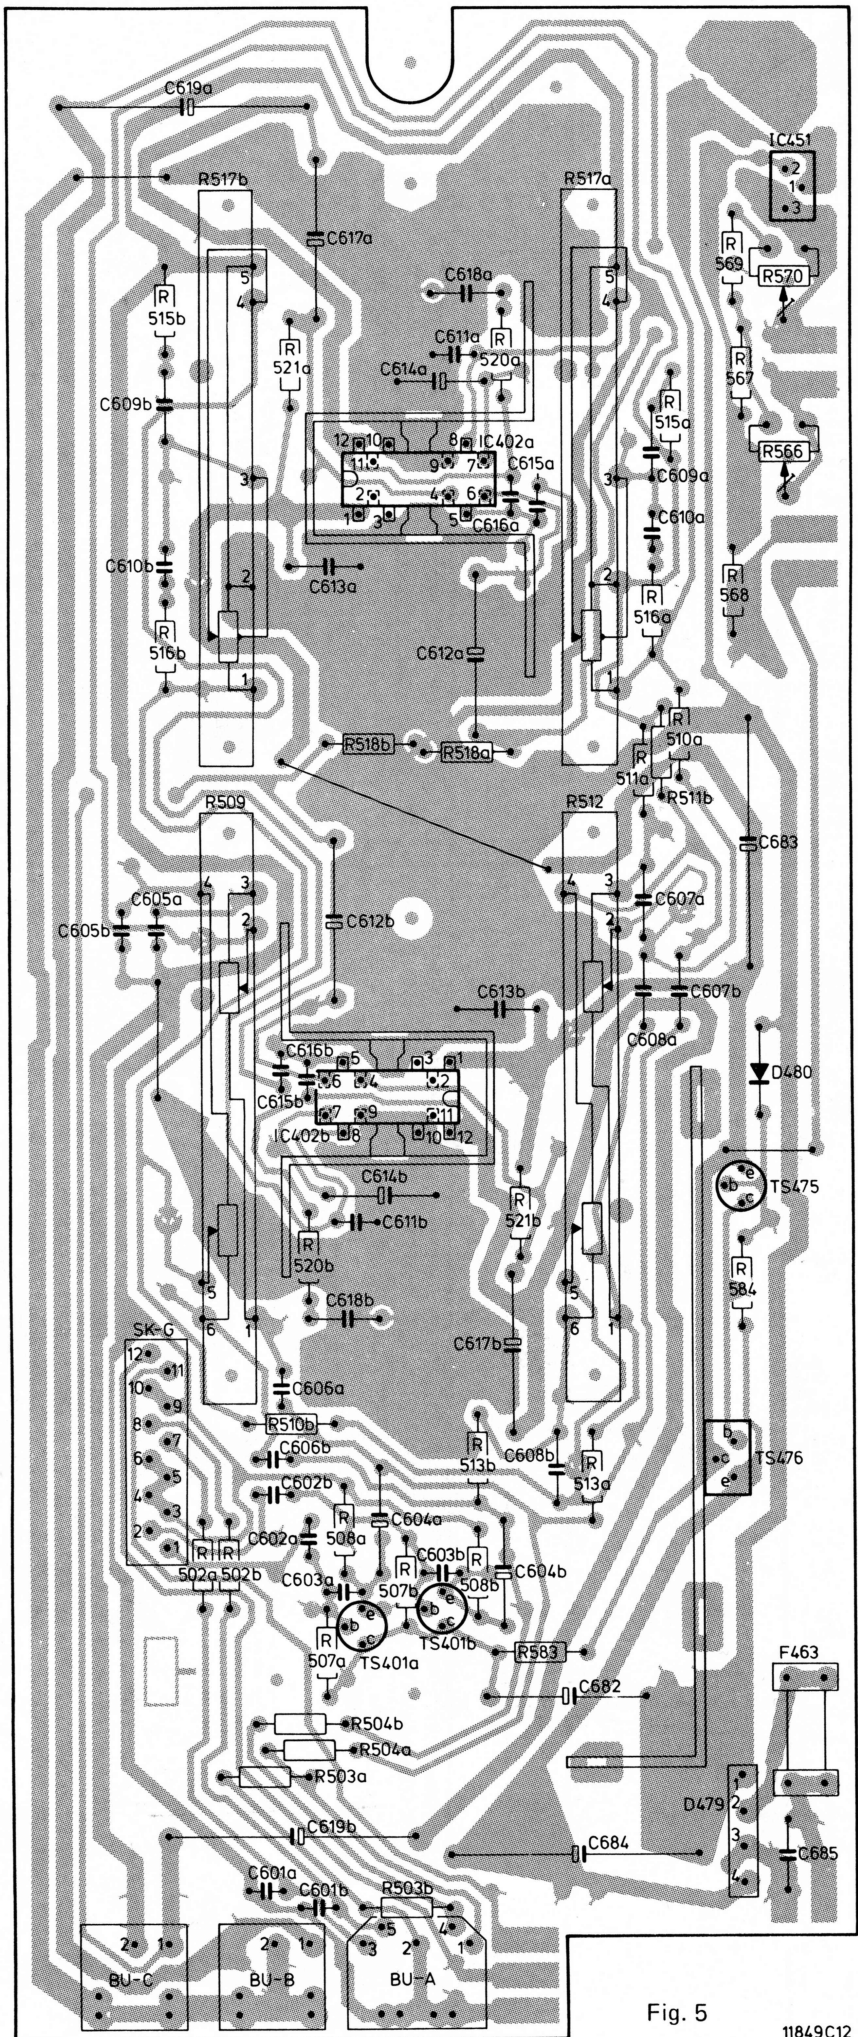 C619a
IC451
2
1
3
R517b
R517a
C617a
5
4
5
4
R
569
R570
C618a
R
515b
R
521a
C611a
C614a
R
520a
R
567
R
515a
C609b
12 10 8 IC402a
11 9 7
C615a
R566
3
3
C609a
2 4 6
1 3 5
C616a
C610a
C610b
C613a
2
2
R
568
R
516a
R
516b
C612a
1
1
R518b
R518a
R
510a
R
511a
R511b
R509
R512
C683
4 3
4 3
C605a
C605b
2
C612b
2
C607a
C613b
C607b
C608a
C616b
5 3 1
6 4 2
C615b
7 9 11
IC402b 8 10 12
D480
e
b
c
TS475
C614b
R
521b
C611b
R
520b
5
5
R
584
C618b
6 1
6 1
SK-G
12
11
10
9
8
7
6
5
4
3
2
1
C617b
C606a
R510b
C606b
R
513b
C608b
R
513a
b
c
e
TS476
C602b
R
508a
C604a
C602a
R
502a
R
502b
C603a
R
507b
C603b
R
508b
C604b
e
b
c
e
b
c
R
507a
TS401a
TS401b
R583
F463
C682
R504b
R504a
R503a
D479
1
2
3
4
C619b
C684
C685
C601a
C601b
R503b
2 1
2 1
5 4
3 2 1
BU-C
BU-B
BU-A
Fig. 5
11849C12